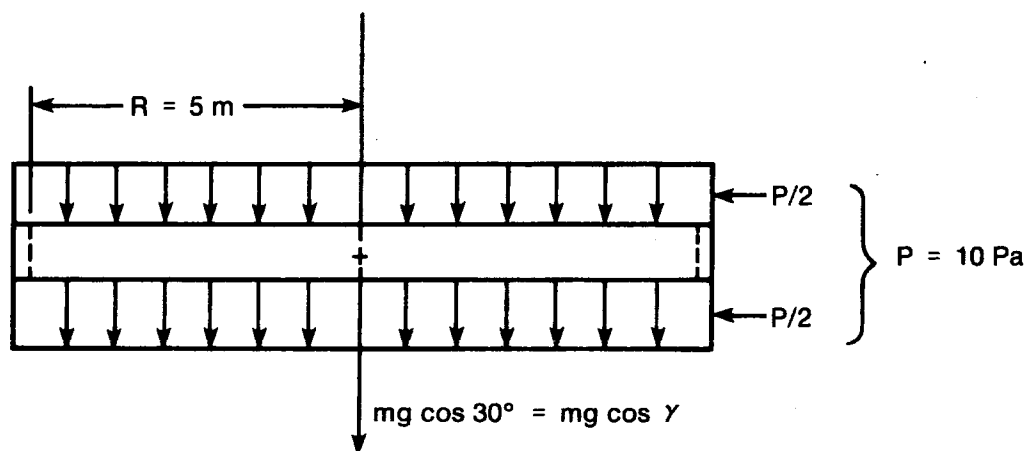 R = 5 m
P/2
P = 10 Pa
P/2
mg cos 30° = mg cos γ